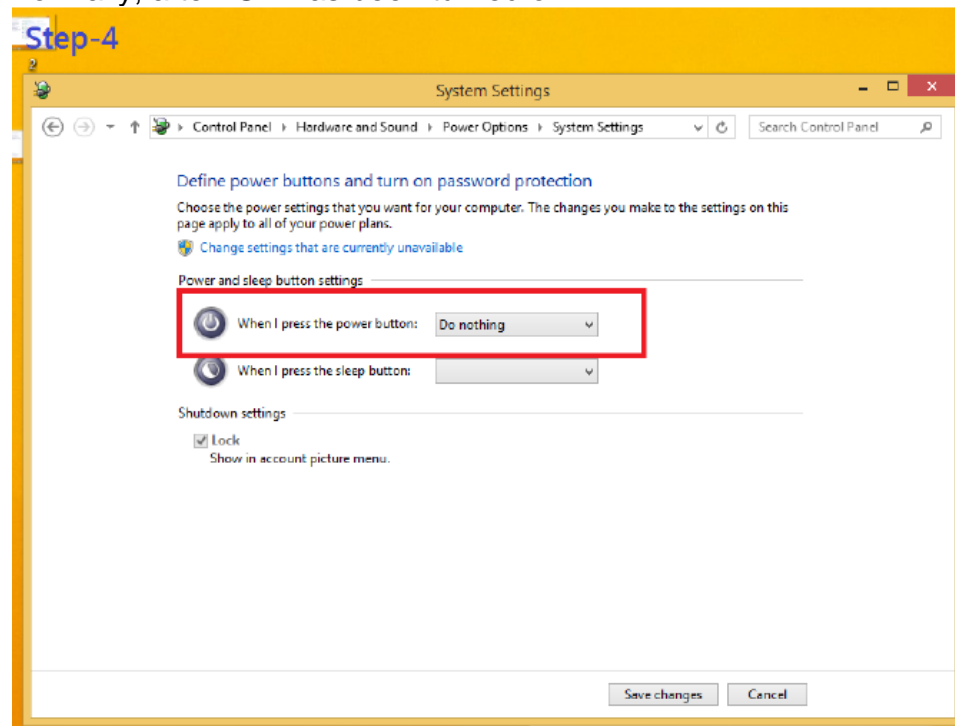 Step-4
2
System Settings
Control Panel ▸ Hardware and Sound ▸ Power Options ▸ System Settings
Search Control Panel
Define power buttons and turn on password protection
Choose the power settings that you want for your computer. The changes you make to the settings on this
page apply to all of your power plans.
Change settings that are currently unavailable
Power and sleep button settings
When I press the power button: Do nothing
When I press the sleep button:
Shutdown settings
Lock
Show in account picture menu.
Save changes Cancel